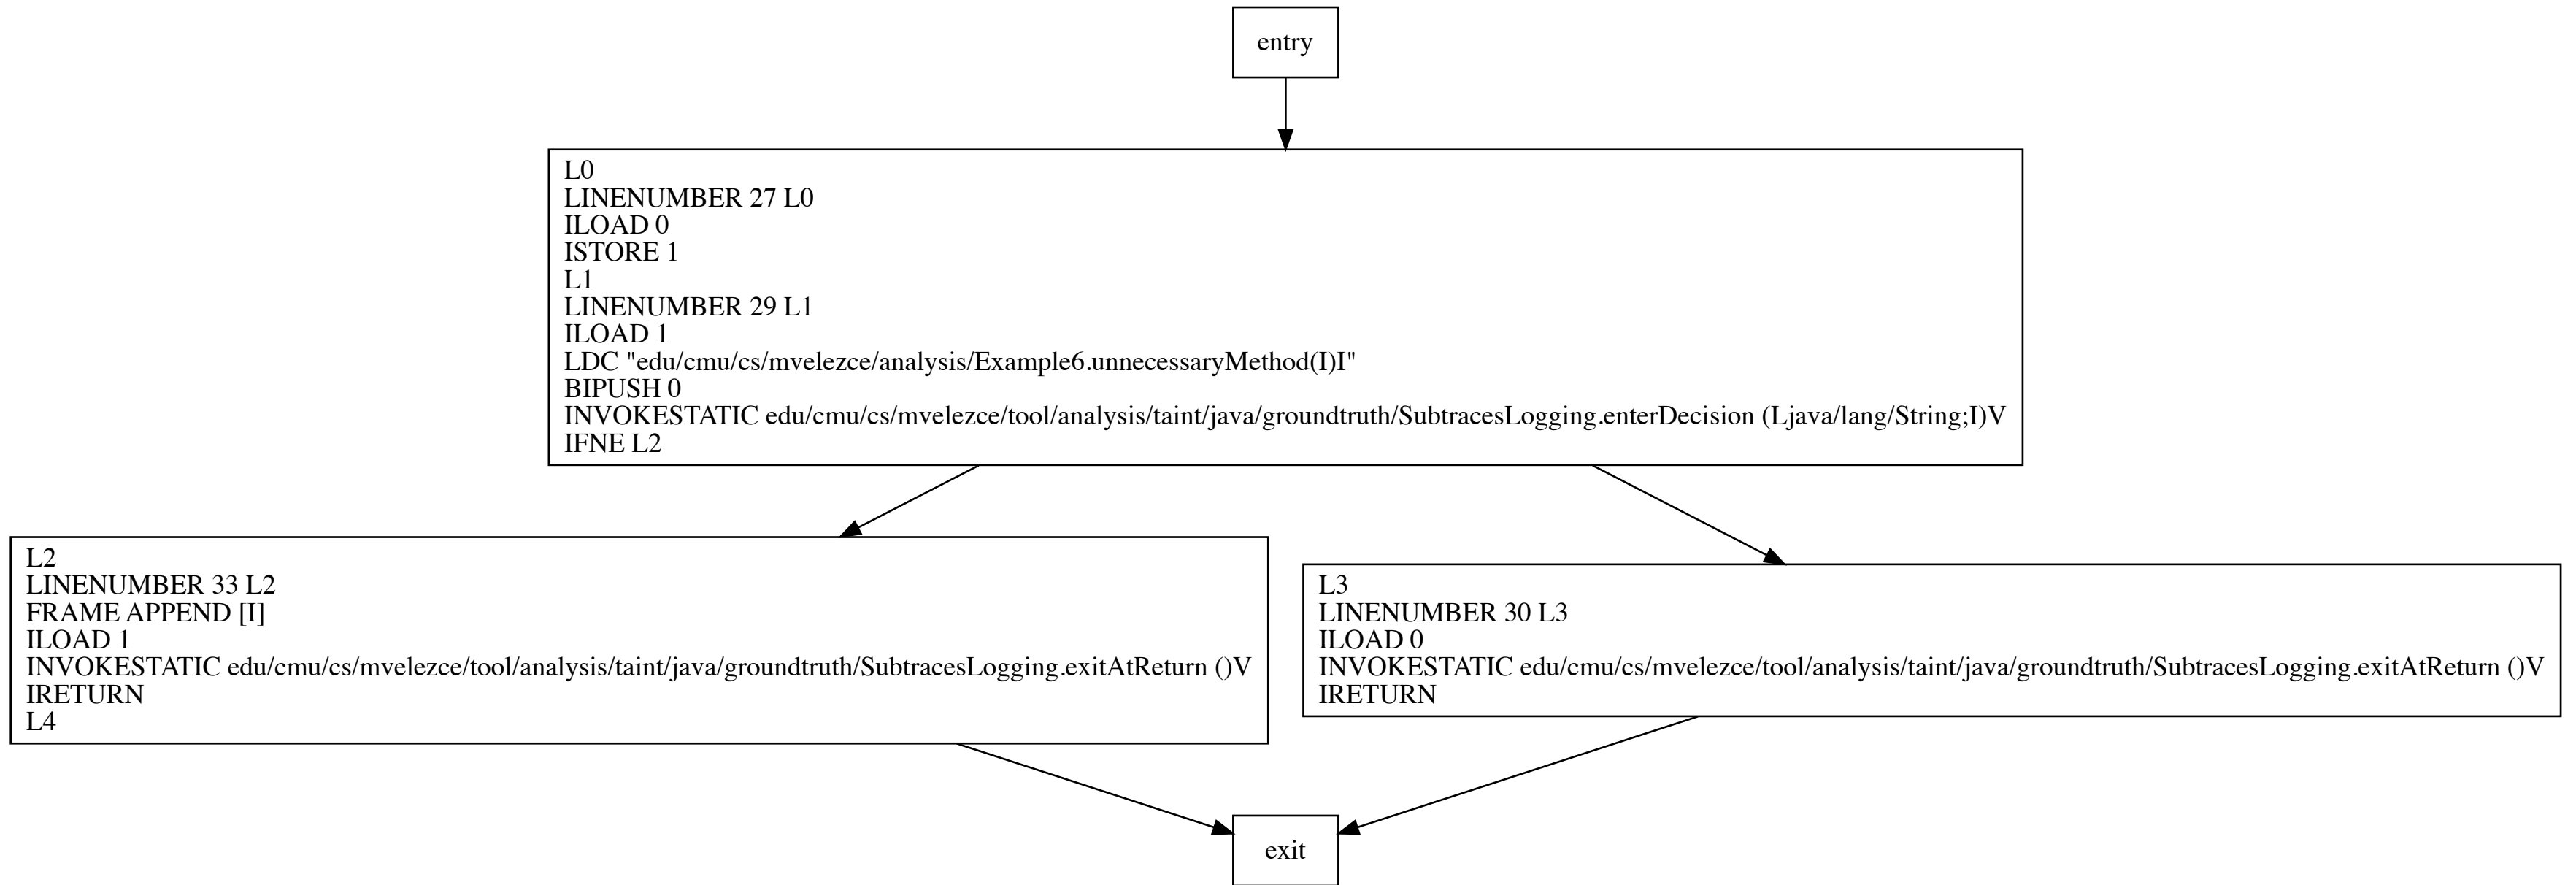 entry
L0
LINENUMBER 27 L0
ILOAD 0
ISTORE 1
L1
LINENUMBER 29 L1
ILOAD 1
LDC "edu/cmu/cs/mvelezce/analysis/Example6.unnecessaryMethod(I)I"
BIPUSH 0
INVOKESTATIC edu/cmu/cs/mvelezce/tool/analysis/taint/java/groundtruth/SubtracesLogging.enterDecision (Ljava/lang/String;I)V
IFNE L2
L2
LINENUMBER 33 L2
FRAME APPEND [I]
ILOAD 1
INVOKESTATIC edu/cmu/cs/mvelezce/tool/analysis/taint/java/groundtruth/SubtracesLogging.exitAtReturn ()V
IRETURN
L4
L3
LINENUMBER 30 L3
ILOAD 0
INVOKESTATIC edu/cmu/cs/mvelezce/tool/analysis/taint/java/groundtruth/SubtracesLogging.exitAtReturn ()V
IRETURN
exit